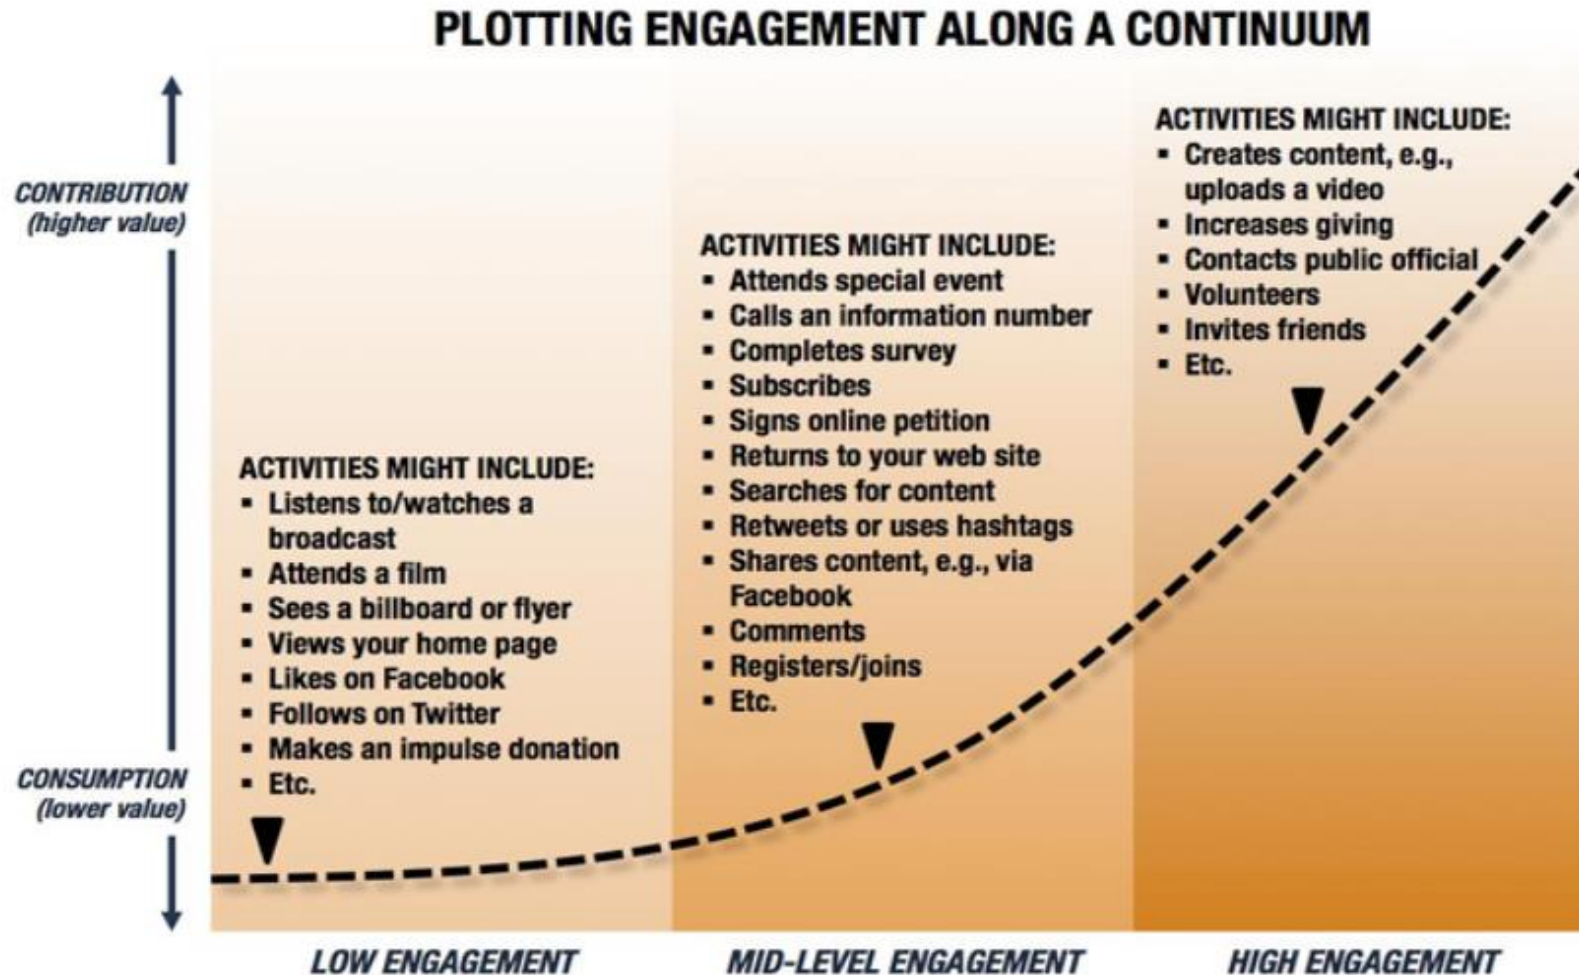 PLOTTING ENGAGEMENT ALONG A CONTINUUM
CONTRIBUTION
(higher value)
CONSUMPTION
(lower value)
ACTIVITIES MIGHT INCLUDE:
▪ Listens to/watches a
broadcast
▪ Attends a film
▪ Sees a billboard or flyer
▪ Views your home page
▪ Likes on Facebook
▪ Follows on Twitter
▪ Makes an impulse donation
▪ Etc.
ACTIVITIES MIGHT INCLUDE:
▪ Attends special event
▪ Calls an information number
▪ Completes survey
▪ Subscribes
▪ Signs online petition
▪ Returns to your web site
▪ Searches for content
▪ Retweets or uses hashtags
▪ Shares content, e.g., via
Facebook
▪ Comments
▪ Registers/joins
▪ Etc.
ACTIVITIES MIGHT INCLUDE:
▪ Creates content, e.g.,
uploads a video
▪ Increases giving
▪ Contacts public official
▪ Volunteers
▪ Invites friends
▪ Etc.
LOW ENGAGEMENT
MID-LEVEL ENGAGEMENT
HIGH ENGAGEMENT